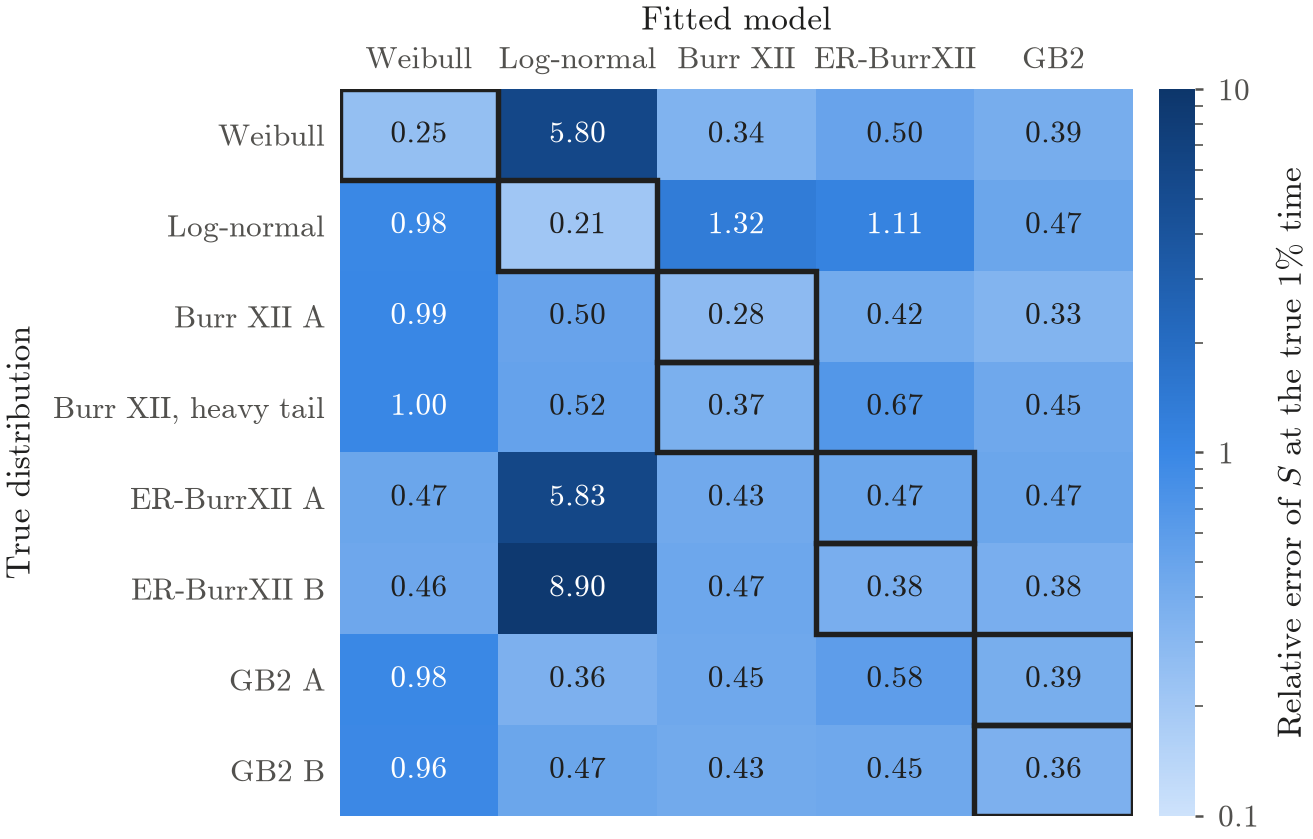 Fitted model
Weibull Log-normal Burr XII ER-BurrXII GB2
Weibull 0.25 5.80 0.34 0.50 0.39
Log-normal 0.98 0.21 1.32 1.11 0.47
Burr XII A 0.99 0.50 0.28 0.42 0.33
Burr XII, heavy tail 1.00 0.52 0.37 0.67 0.45
ER-BurrXII A 0.47 5.83 0.43 0.47 0.47
ER-BurrXII B 0.46 8.90 0.47 0.38 0.38
GB2 A 0.98 0.36 0.45 0.58 0.39
GB2 B 0.96 0.47 0.43 0.45 0.36
True distribution
10
1
0.1
Relative error of S at the true 1% time